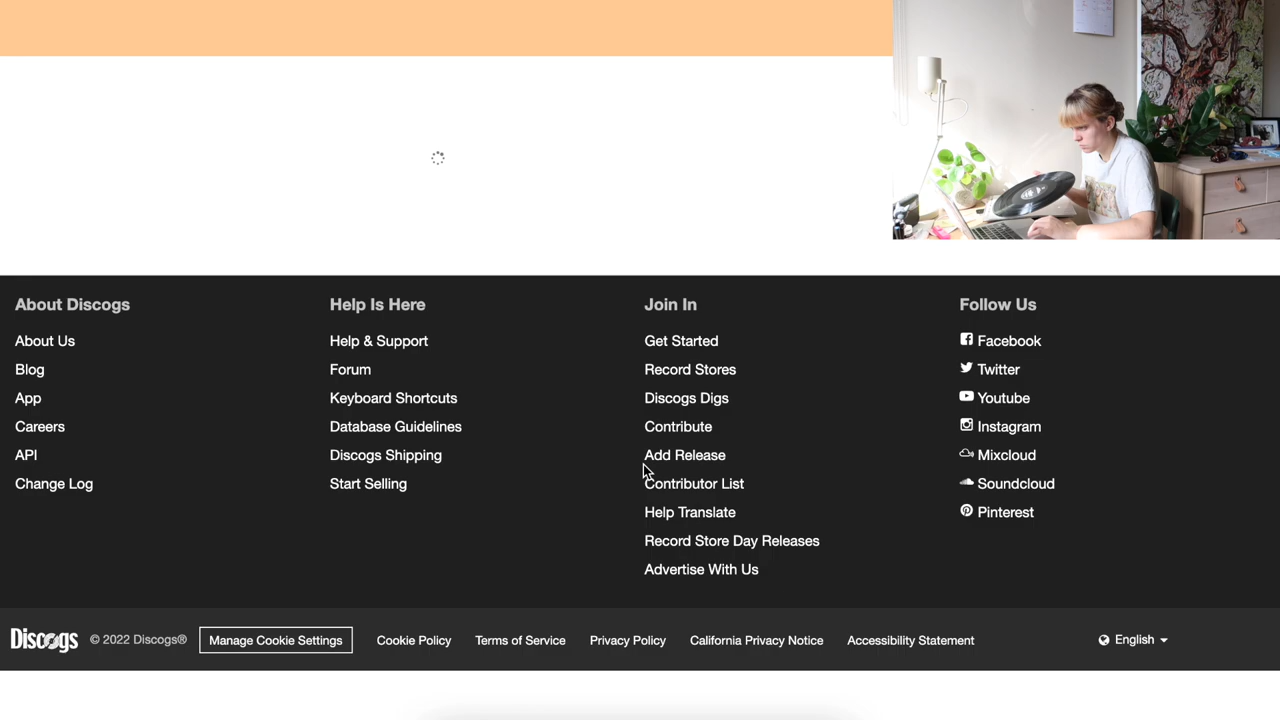 About Discogs
About Us
Blog
App
Careers
API
Change Log
Help Is Here
Help & Support
Forum
Keyboard Shortcuts
Database Guidelines
Discogs Shipping
Start Selling
Join In
Get Started
Record Stores
Discogs Digs
Contribute
Add Release
Contributor List
Help Translate
Record Store Day Releases
Advertise With Us
Follow Us
Facebook
Twitter
Youtube
Instagram
Mixcloud
Soundcloud
Pinterest
Discogs © 2022 Discogs® Manage Cookie Settings Cookie Policy Terms of Service Privacy Policy California Privacy Notice Accessibility Statement English